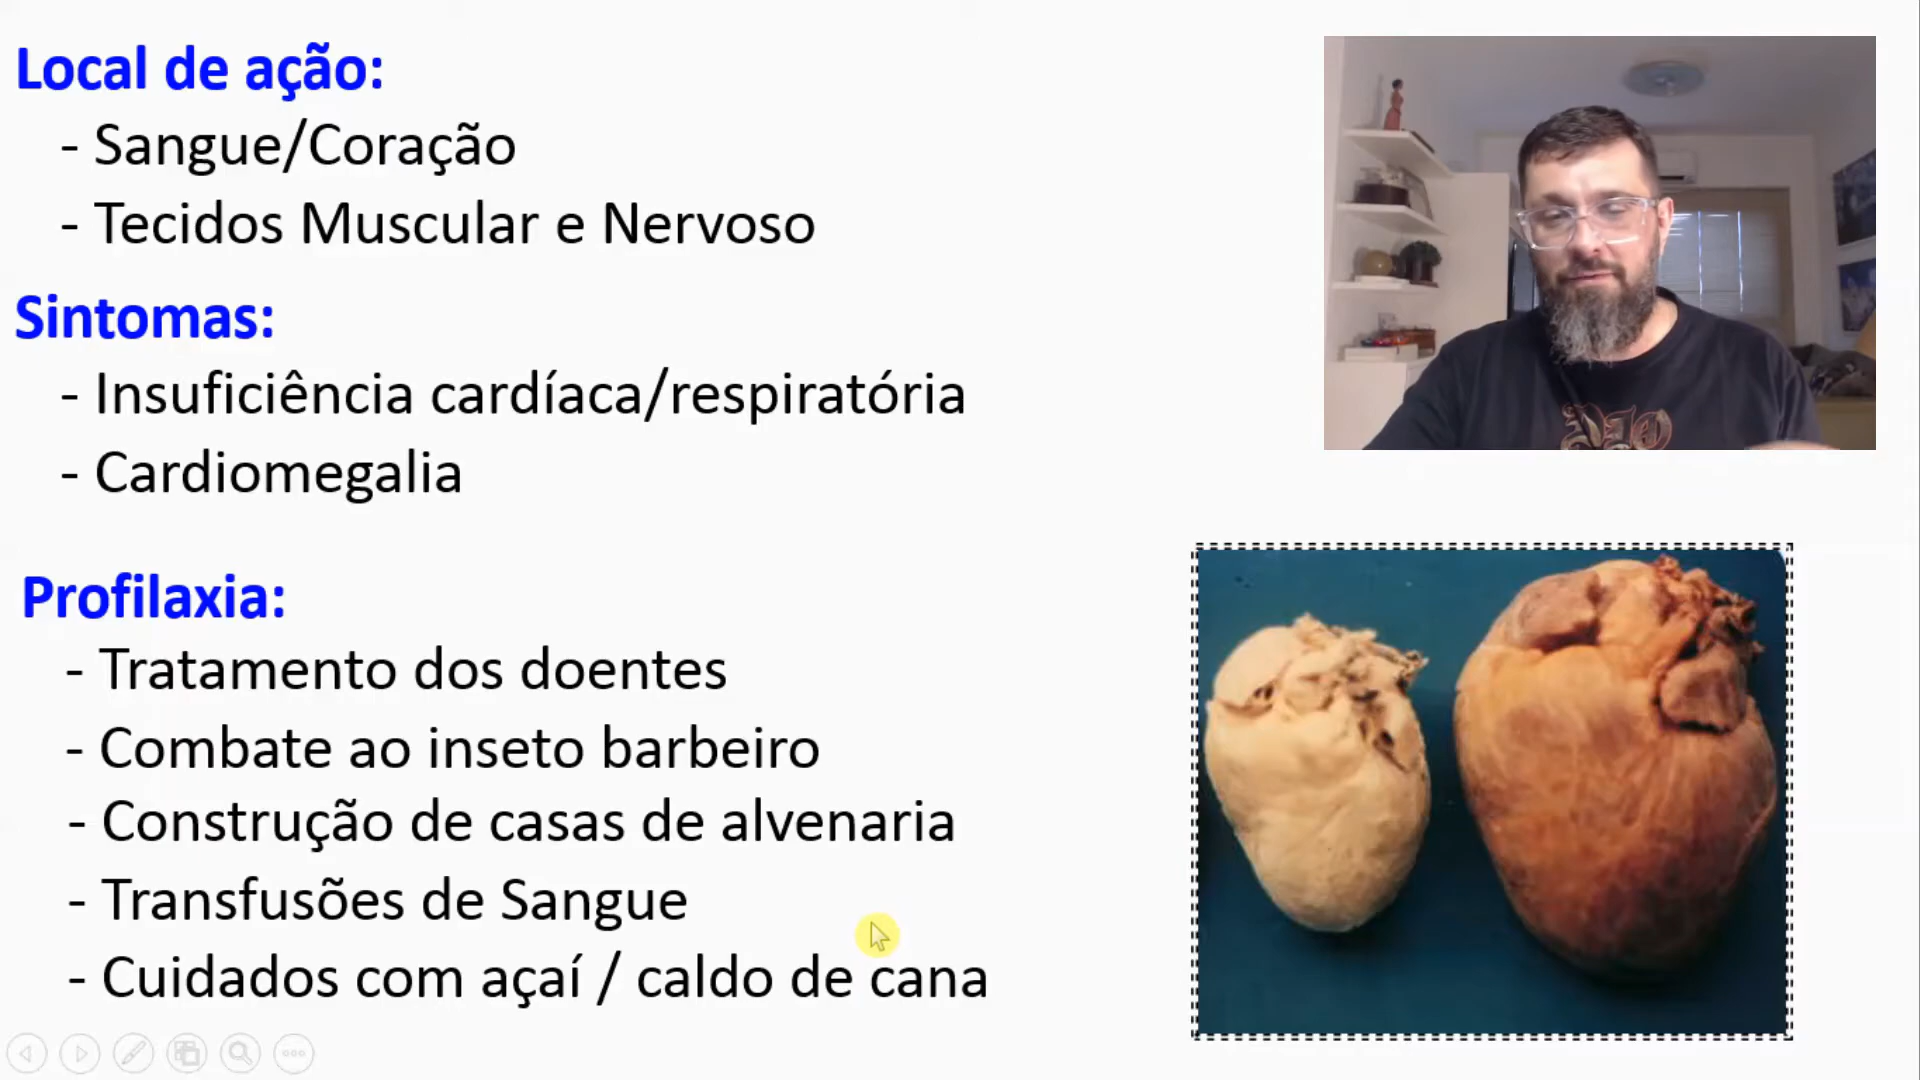 Local de ação:
- Sangue/Coração
- Tecidos Muscular e Nervoso
Sintomas:
- Insuficiência cardíaca/respiratória
- Cardiomegalia
Profilaxia:
- Tratamento dos doentes
- Combate ao inseto barbeiro
- Construção de casas de alvenaria
- Transfusões de Sangue
- Cuidados com açaí / caldo de cana
DIO